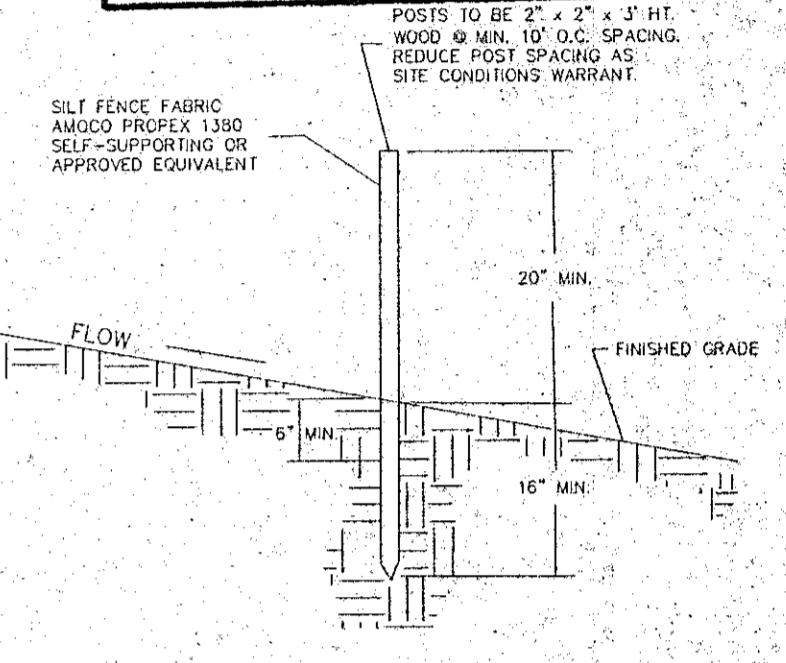 POSTS TO BE 2" x 2" x 3' HT.
WOOD @ MIN. 10' O.C. SPACING.
REDUCE POST SPACING AS
SITE CONDITIONS WARRANT.
SILT FENCE FABRIC
AMOCO PROPEX 1380
SELF-SUPPORTING OR
APPROVED EQUIVALENT
20" MIN.
FLOW
FINISHED GRADE
6" MIN.
16" MIN.